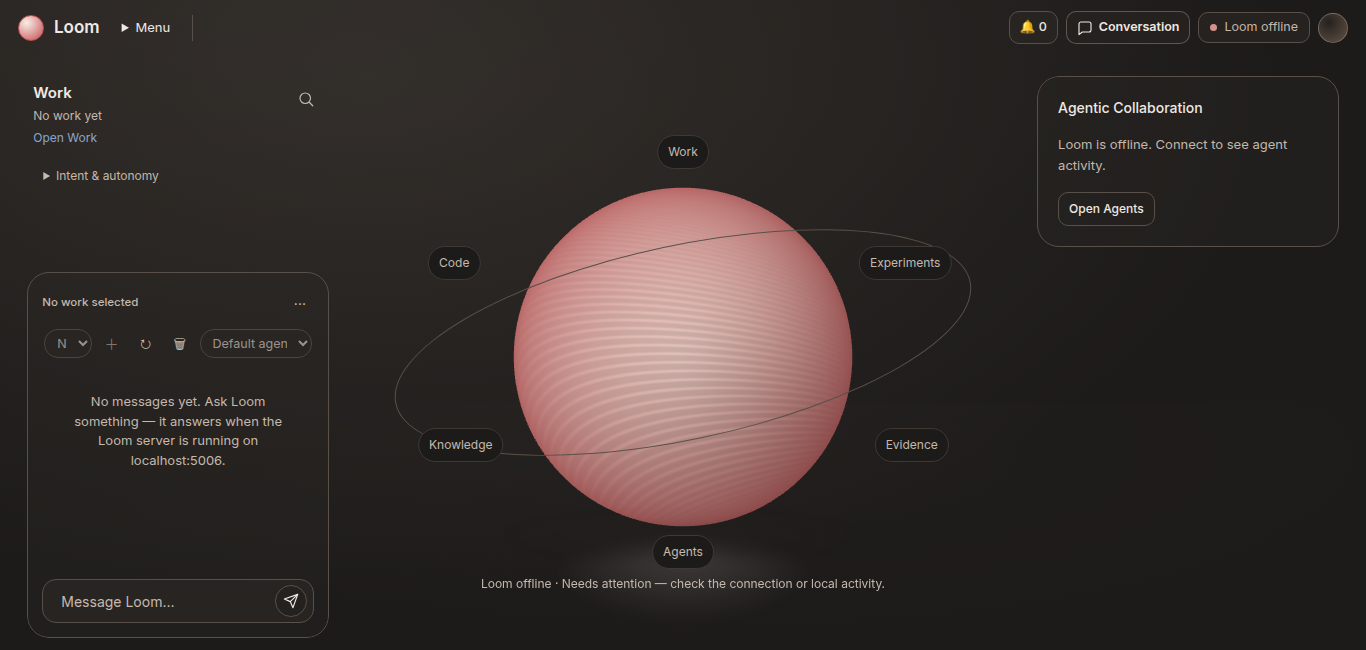 Loom
Menu
0
Conversation
Loom offline
Work
No work yet
Open Work
Intent & autonomy
No work selected
...
N
Default agen
No messages yet. Ask Loom
something — it answers when the
Loom server is running on
localhost:5006.
Message Loom...
Work
Code
Experiments
Knowledge
Evidence
Agents
Loom offline · Needs attention — check the connection or local activity.
Agentic Collaboration
Loom is offline. Connect to see agent
activity.
Open Agents